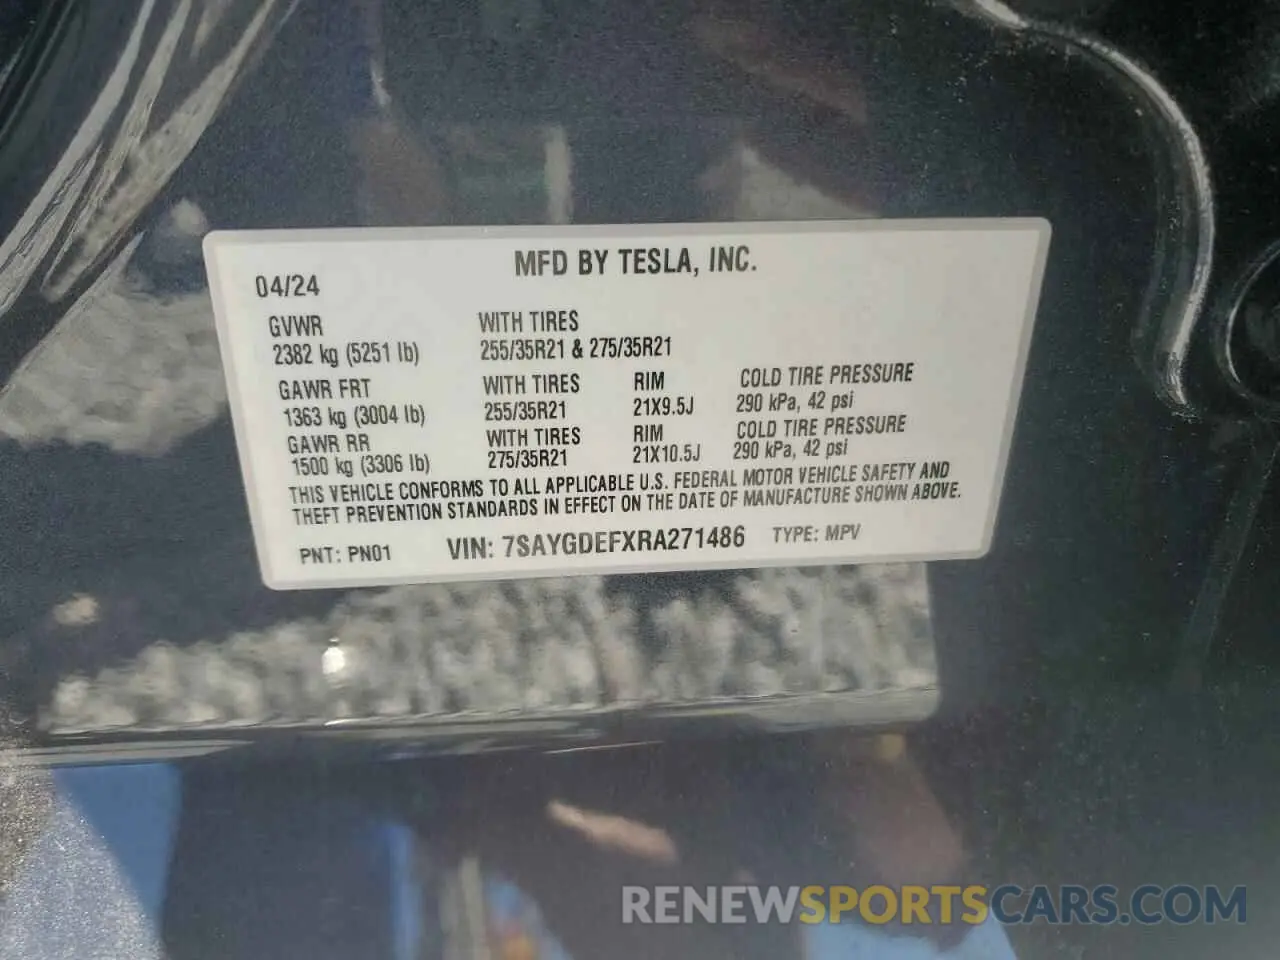 MFD BY TESLA, INC.
04/24
GVWR WITH TIRES
2382 kg (5251 lb) 255/35R21 & 275/35R21
GAWR FRT WITH TIRES RIM COLD TIRE PRESSURE
1363 kg (3004 lb) 255/35R21 21X9.5J 290 kPa, 42 psi
GAWR RR WITH TIRES RIM COLD TIRE PRESSURE
1500 kg (3306 lb) 275/35R21 21X10.5J 290 kPa, 42 psi
THIS VEHICLE CONFORMS TO ALL APPLICABLE U.S. FEDERAL MOTOR VEHICLE SAFETY AND
THEFT PREVENTION STANDARDS IN EFFECT ON THE DATE OF MANUFACTURE SHOWN ABOVE.
PNT: PN01 VIN: 7SAYGDEFXRA271486 TYPE: MPV
RENEWSPORTSCARS.COM